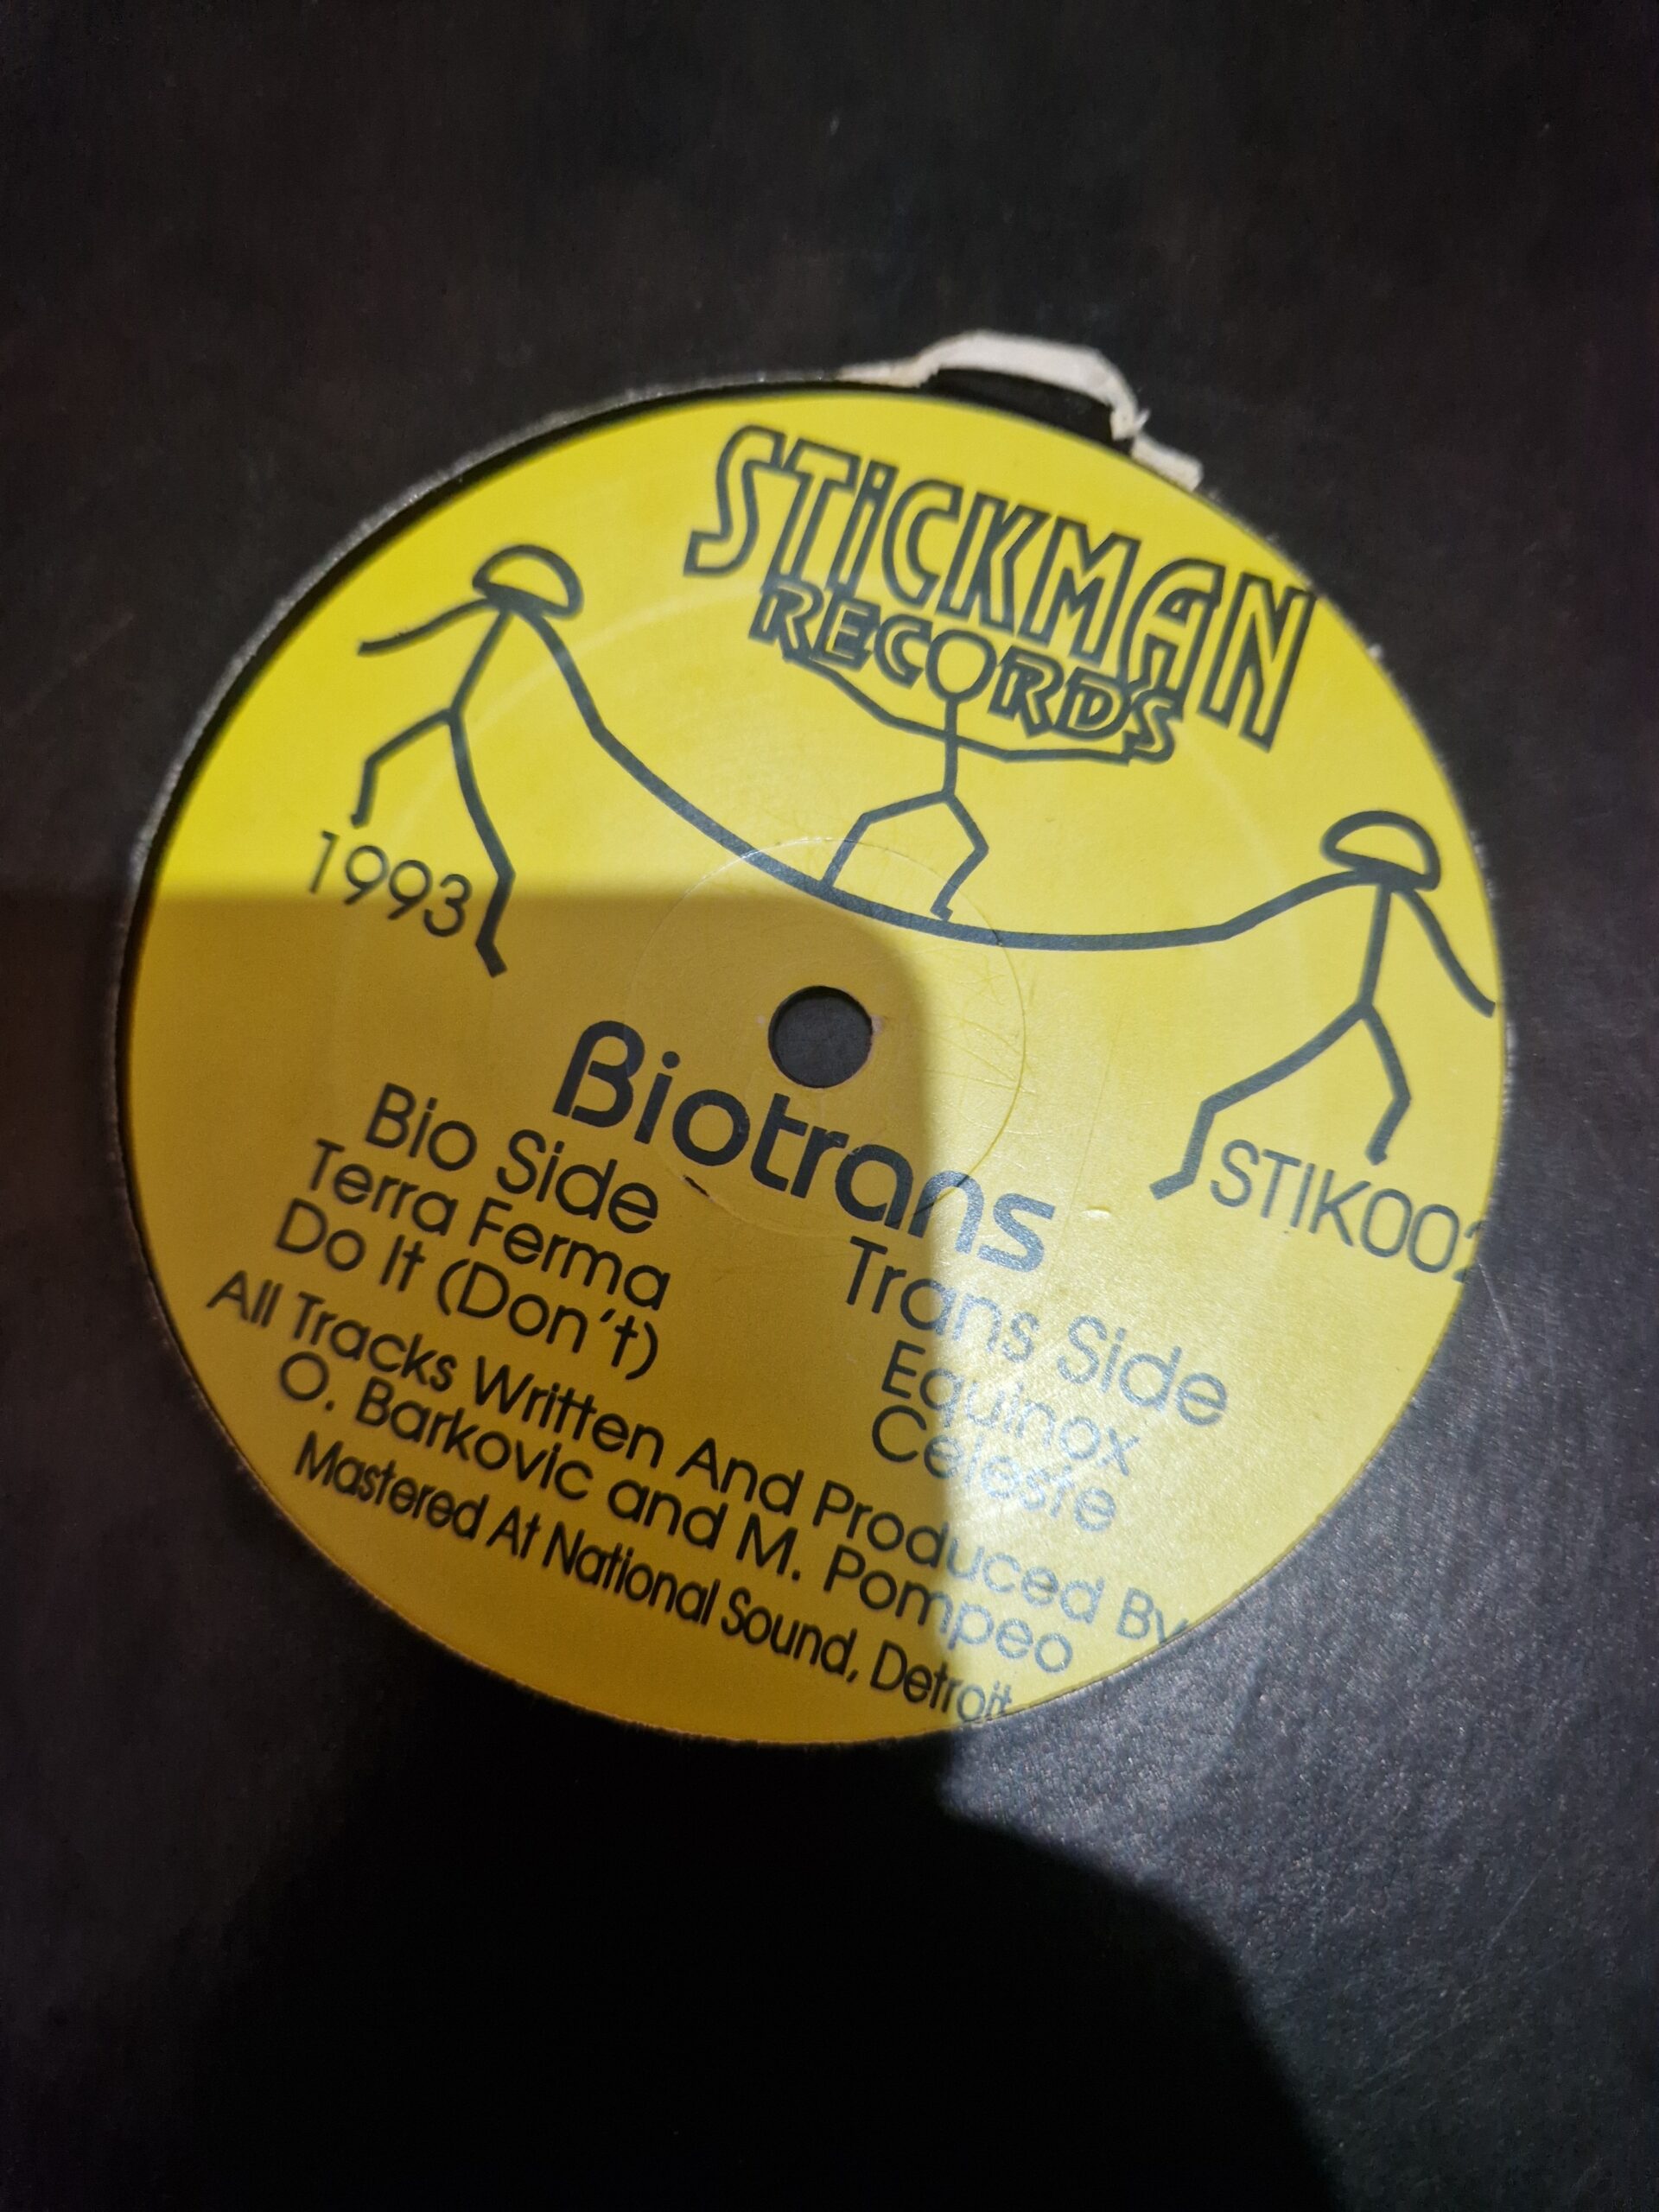 STiCKMAN
RECORDS
1993
STIK002
Biotrans
Bio Side
Terra Ferma
Do It (Don't)
Trans Side
Equinox
Celeste
All Tracks Written And Produced By
O. Barkovic and M. Pompeo
Mastered At National Sound, Detroit